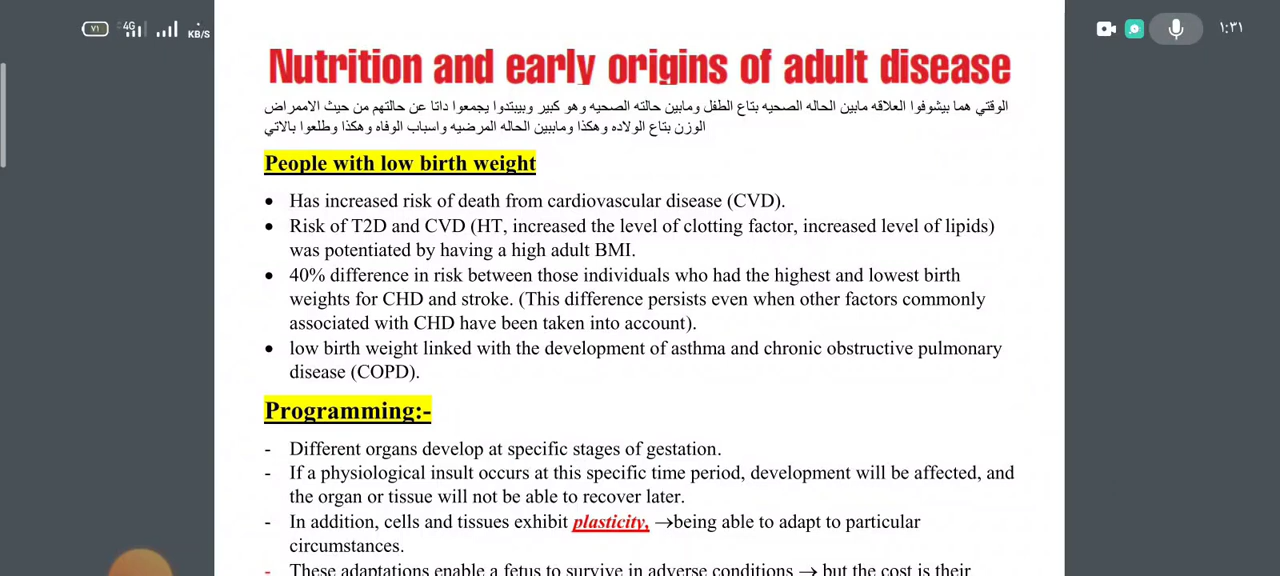 ٧١ 4G KB/S ١:٣١
Nutrition and early origins of adult disease
الوقتي هما بيشوفوا العلاقه مابين الحاله الصحيه بتاع الطفل ومابين حالته الصحيه وهو كبير وبيبتدوا يجمعوا داتا عن حالتهم من حيث الاممراض
الوزن بتاع الولاده وهكذا ومابيين الحاله المرضيه واسباب الوفاه وهكذا وطلعوا بالاتي
People with low birth weight
• Has increased risk of death from cardiovascular disease (CVD).
• Risk of T2D and CVD (HT, increased the level of clotting factor, increased level of lipids)
was potentiated by having a high adult BMI.
• 40% difference in risk between those individuals who had the highest and lowest birth
weights for CHD and stroke. (This difference persists even when other factors commonly
associated with CHD have been taken into account).
• low birth weight linked with the development of asthma and chronic obstructive pulmonary
disease (COPD).
Programming:-
- Different organs develop at specific stages of gestation.
- If a physiological insult occurs at this specific time period, development will be affected, and
the organ or tissue will not be able to recover later.
- In addition, cells and tissues exhibit plasticity, →being able to adapt to particular
circumstances.
- These adaptations enable a fetus to survive in adverse conditions → but the cost is their